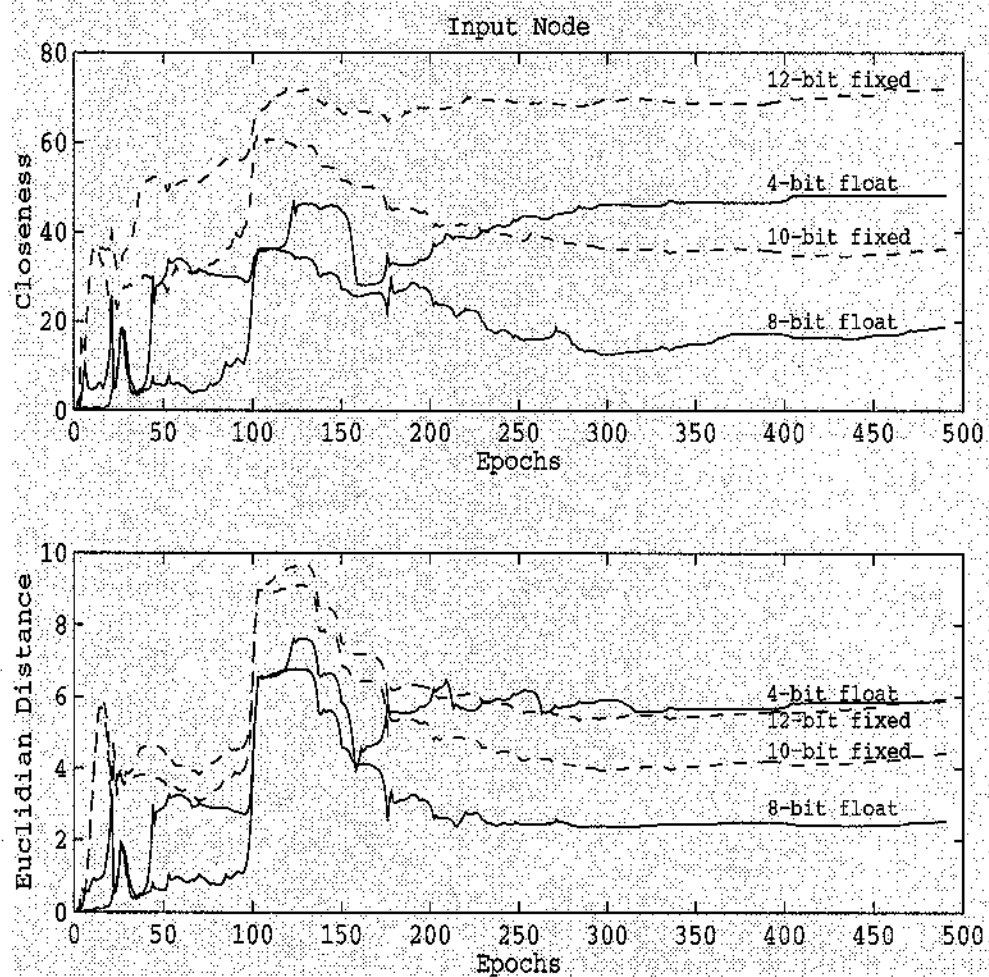 Input Node
80
60
40
20
0
Closeness
12-bit fixed
4-bit float
10-bit fixed
8-bit float
0 50 100 150 200 250 300 350 400 450 500
Epochs
10
8
6
4
2
0
Euclidian Distance
4-bit float
12-bit fixed
10-bit fixed
8-bit float
0 50 100 150 200 250 300 350 400 450 500
Epochs